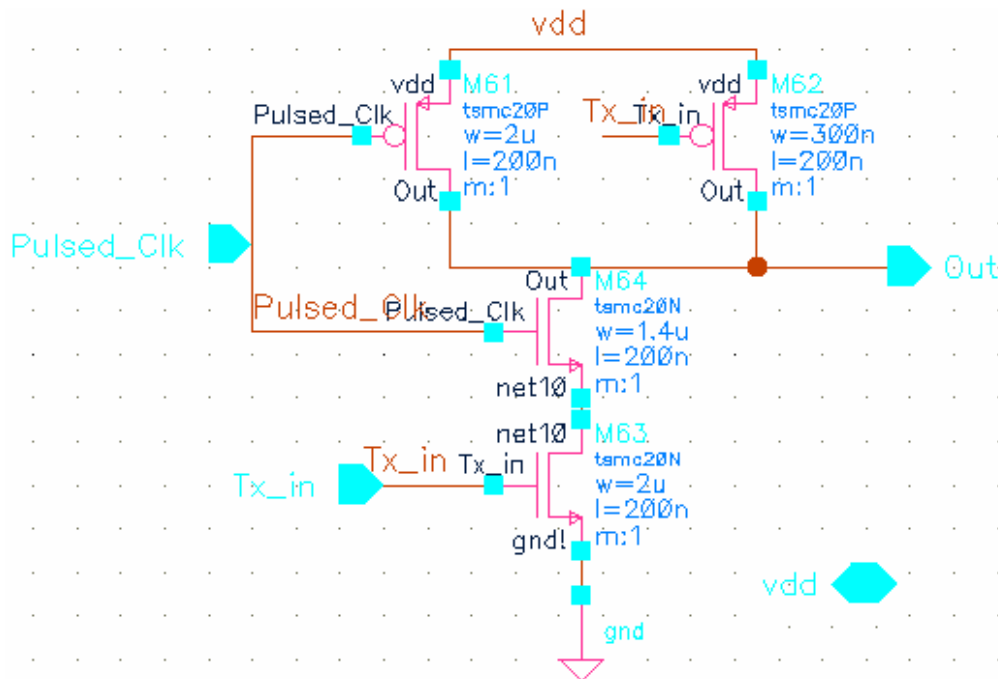 vdd
vdd
M61
vdd
M62
Pulsed_Clk
tsmc20P
Tx_in
Tx_in
tsmc20P
w=2u
w=300n
l=200n
l=200n
Out
m:1
Out
m:1
Pulsed_Clk
Out
Out
M64
Pulsed_Clk
Pulsed_Clk
tsmc20N
w=1.4u
l=200n
net10
m:1
net10
M63
Tx_in
Tx_in
Tx_in
tsmc20N
w=2u
l=200n
gnd!
m:1
vdd
gnd